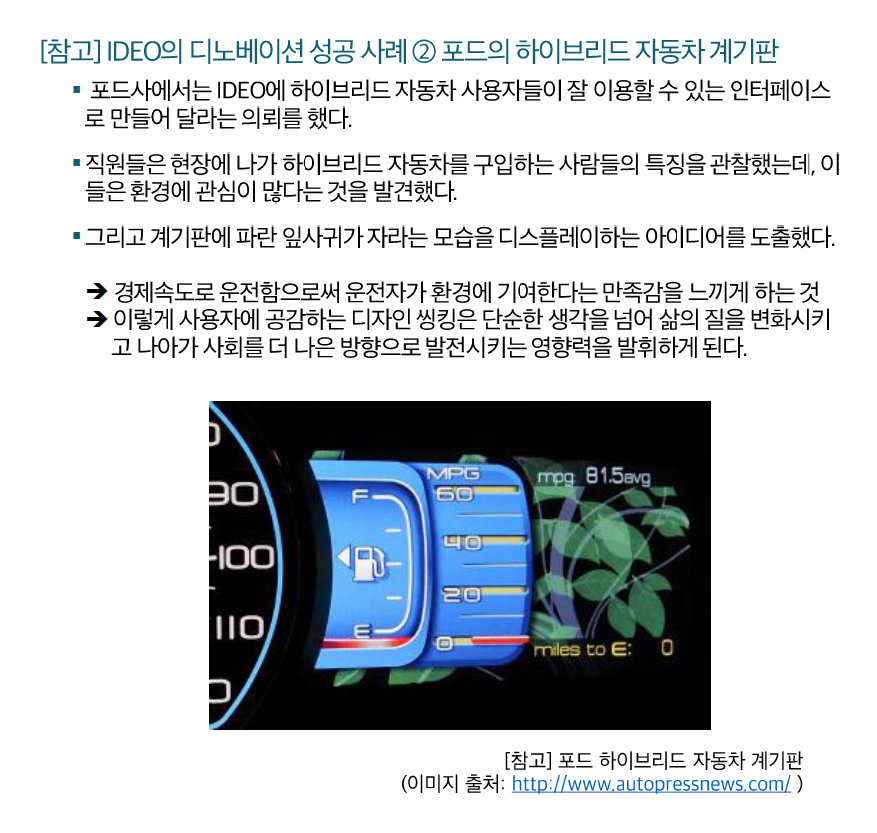 [참고] IDEO의 디노베이션 성공 사례 ② 포드의 하이브리드 자동차 계기판
▪ 포드사에서는 IDEO에 하이브리드 자동차 사용자들이 잘 이용할 수 있는 인터페이스
로 만들어 달라는 의뢰를 했다.
▪ 직원들은 현장에 나가 하이브리드 자동차를 구입하는 사람들의 특징을 관찰했는데, 이
들은 환경에 관심이 많다는 것을 발견했다.
▪ 그리고 계기판에 파란 잎사귀가 자라는 모습을 디스플레이하는 아이디어를 도출했다.
➔ 경제속도로 운전함으로써 운전자가 환경에 기여한다는 만족감을 느끼게 하는 것
➔ 이렇게 사용자에 공감하는 디자인 씽킹은 단순한 생각을 넘어 삶의 질을 변화시키
고 나아가 사회를 더 나은 방향으로 발전시키는 영향력을 발휘하게 된다.
MPG
mpg: 81.5avg
F
60
90
40
100
20
110
E
0
miles to E: 0
0
[참고] 포드 하이브리드 자동차 계기판
(이미지 출처: http://www.autopressnews.com/ )